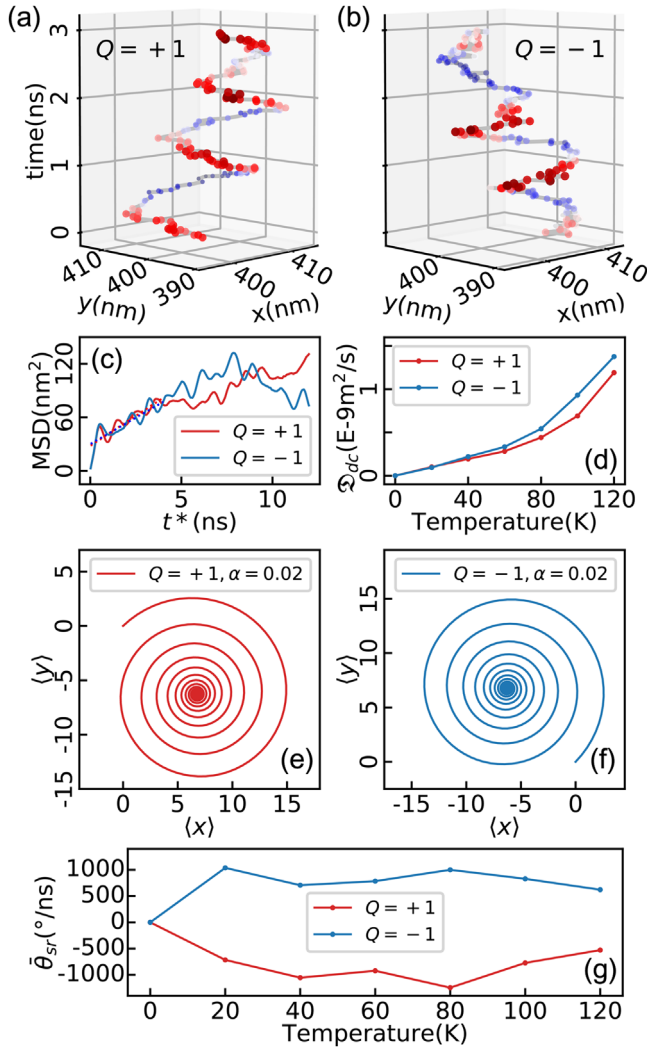 (a)
Q = +1
3
2
1
0
time(ns)
410
400
390
y(nm)
400
410
x(nm)
(b)
Q = −1
410
400
390
y(nm)
400
410
x(nm)
(c)
MSD(nm²)
120
60
0
Q = +1
Q = −1
0
5
10
t*(ns)
(d)
𝔇dc(E-9m²/s)
1
0
Q = +1
Q = −1
0
40
60
80
100
120
Temperature(K)
(e)
Q = +1, α = 0.02
5
0
-5
-10
-15
⟨y⟩
0
5
10
15
⟨x⟩
(f)
Q = −1, α = 0.02
15
10
5
0
⟨y⟩
-15
-10
-5
0
⟨x⟩
(g)
1000
500
0
-500
-1000
θ̄sr(°/ns)
Q = +1
Q = −1
0
20
40
60
80
100
120
Temperature(K)